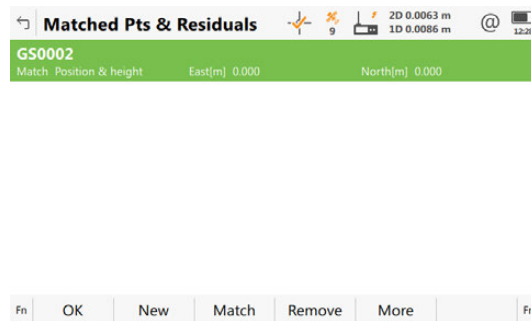 Matched Pts & Residuals
9
2D 0.0063 m
1D 0.0086 m
@
GS0002
Match Position & height East[m] 0.000 North[m] 0.000
Fn OK New Match Remove More